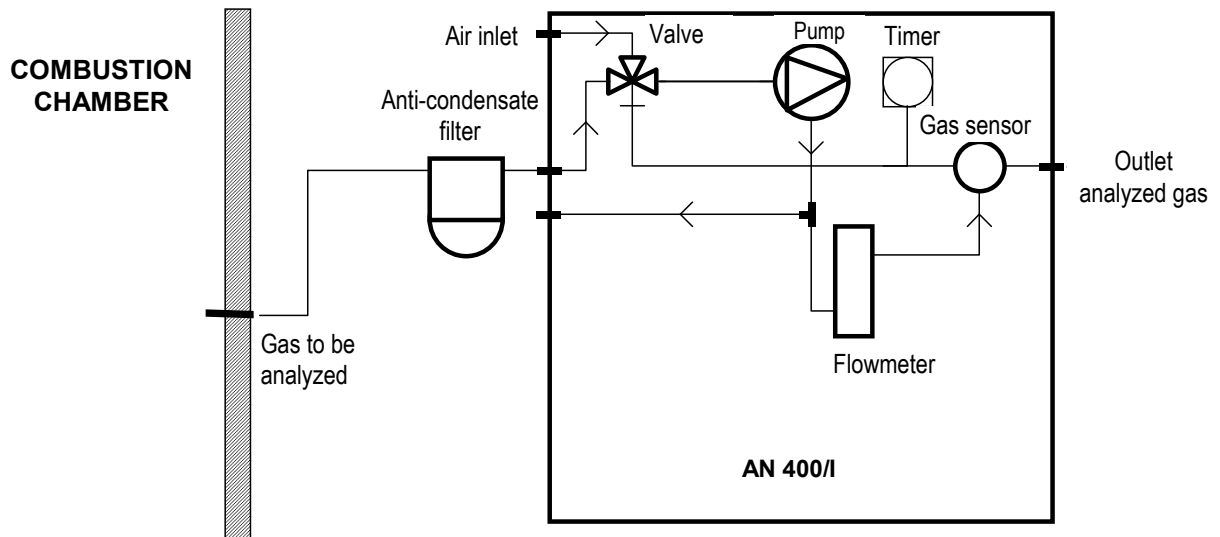 COMBUSTION
CHAMBER
Air inlet
Valve
Pump
Timer
Anti-condensate
filter
Gas sensor
Outlet
analyzed gas
Gas to be
analyzed
Flowmeter
AN 400/I